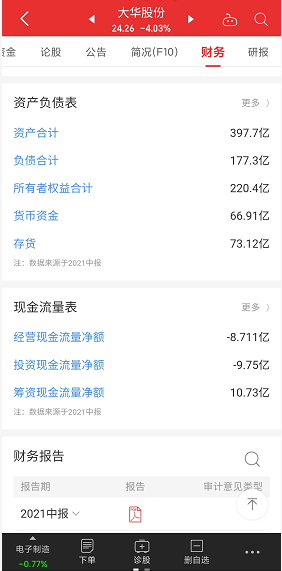 大华股份
24.26 -4.03%
资金 论股 公告 简况(F10) 财务 研报
资产负债表 更多
资产合计 397.7亿
负债合计 177.3亿
所有者权益合计 220.4亿
货币资金 66.91亿
存货 73.12亿
注：数据来源于2021中报
现金流量表 更多
经营现金流量净额 -8.711亿
投资现金流量净额 -9.75亿
筹资现金流量净额 10.73亿
注：数据来源于2021中报
财务报告
报告期 报告 审计意见类型
2021中报
电子制造 下单 诊股 删自选 更多
-0.77%